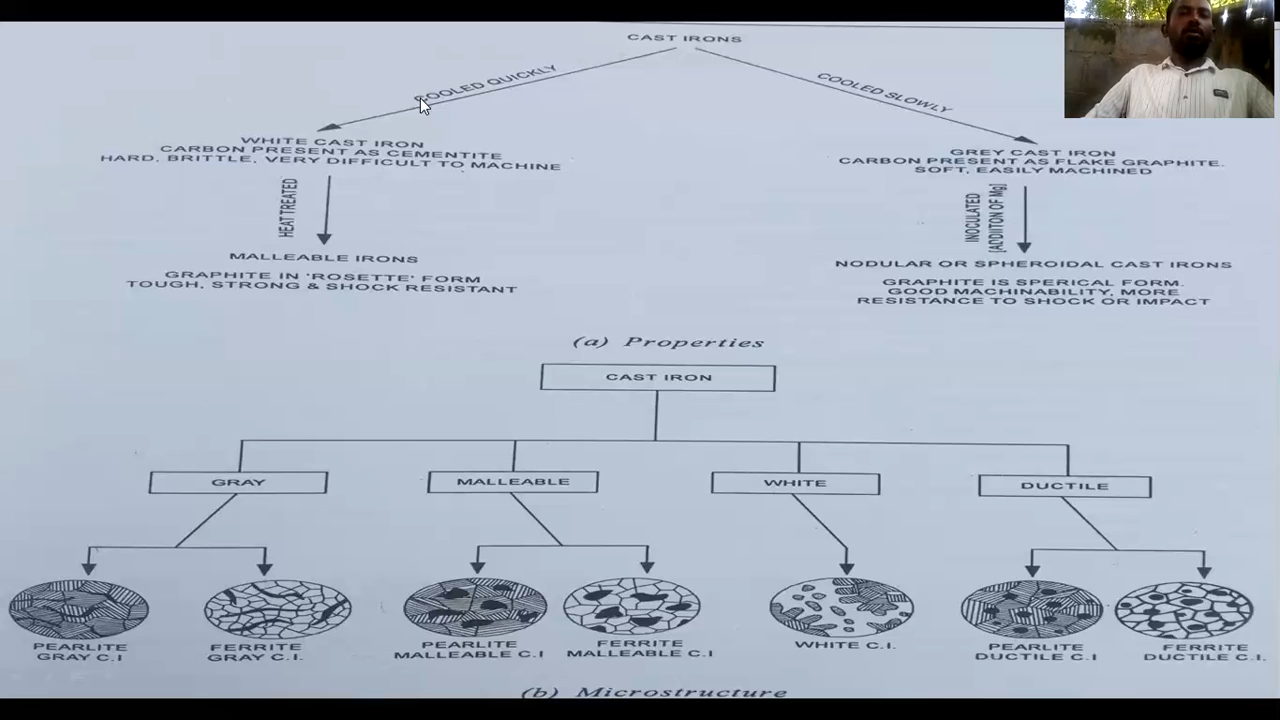 CAST IRONS
COOLED QUICKLY
COOLED SLOWLY
WHITE CAST IRON
CARBON PRESENT AS CEMENTITE
HARD, BRITTLE, VERY DIFFICULT TO MACHINE
GREY CAST IRON
CARBON PRESENT AS FLAKE GRAPHITE.
SOFT, EASILY MACHINED
HEAT TREATED
INOCULATED
[ADDIITON OF Mg]
MALLEABLE IRONS
GRAPHITE IN 'ROSETTE' FORM
TOUGH, STRONG & SHOCK RESISTANT
NODULAR OR SPHEROIDAL CAST IRONS
GRAPHITE IS SPERICAL FORM.
GOOD MACHINABILITY, MORE
RESISTANCE TO SHOCK OR IMPACT
(a) Properties
CAST IRON
GRAY
MALLEABLE
WHITE
DUCTILE
PEARLITE
GRAY C.I
FERRITE
GRAY C.I.
PEARLITE
MALLEABLE C.I
FERRITE
MALLEABLE C.I
WHITE C.I.
PEARLITE
DUCTILE C.I
FERRITE
DUCTILE C.I.
(b) Microstructure